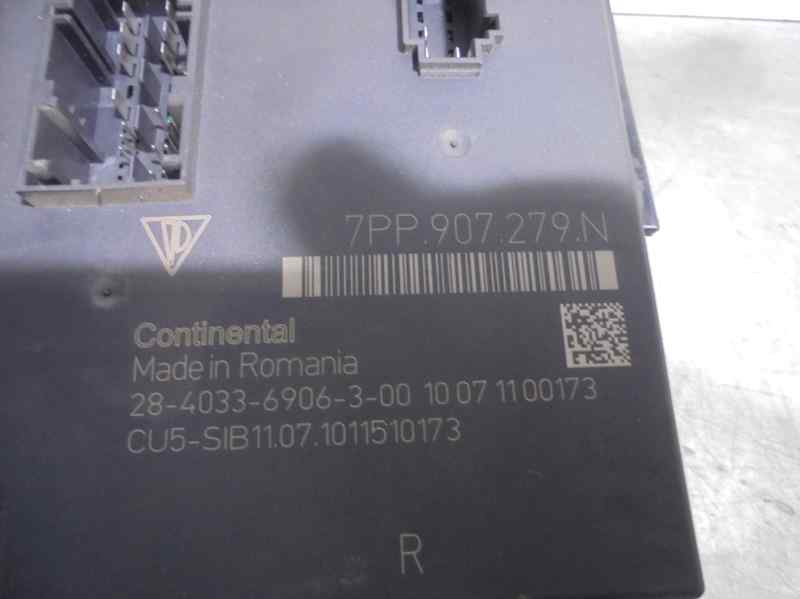 7PP.907.279.N
Continental
Made in Romania
28-4033-6906-3-00 10 07 11 00173
CU5-SIB11.07.1011510173
R